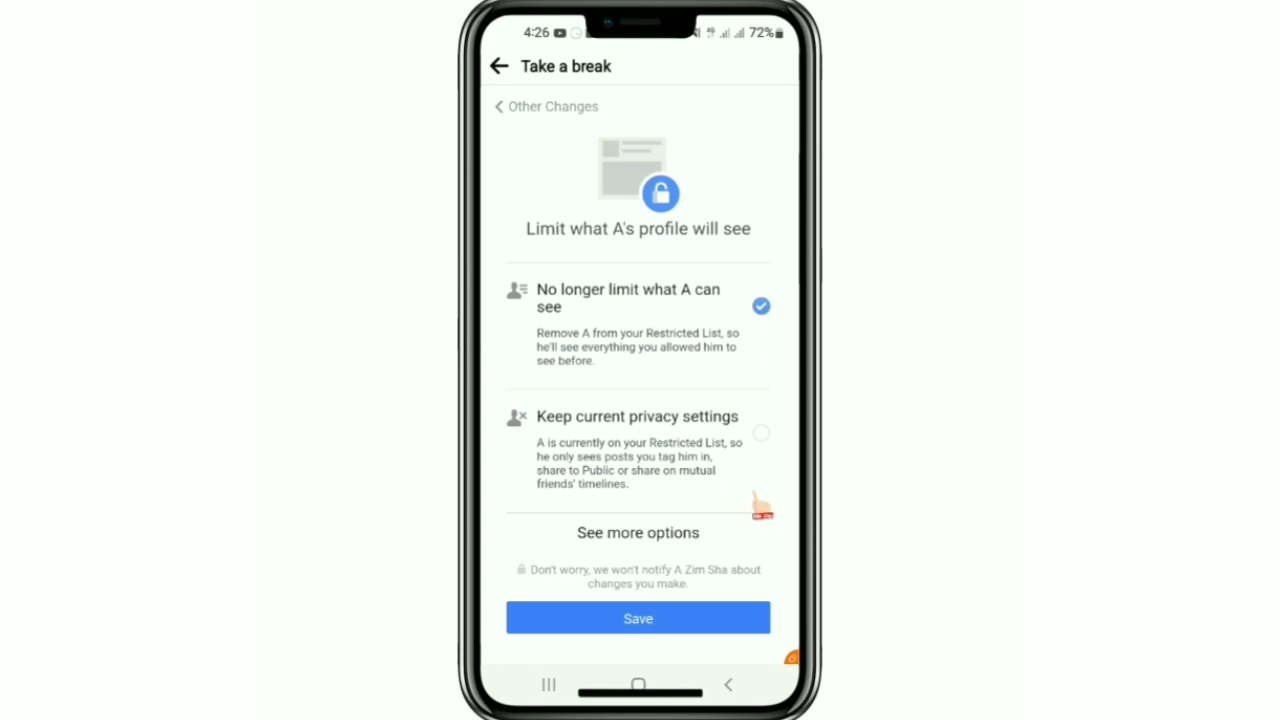 4:26
4G
72%
Take a break
Other Changes
Limit what A's profile will see
No longer limit what A can
see
Remove A from your Restricted List, so
he'll see everything you allowed him to
see before.
Keep current privacy settings
A is currently on your Restricted List, so
he only sees posts you tag him in,
share to Public or share on mutual
friends' timelines.
See more options
Don't worry, we won't notify A Zim Sha about
changes you make.
Save